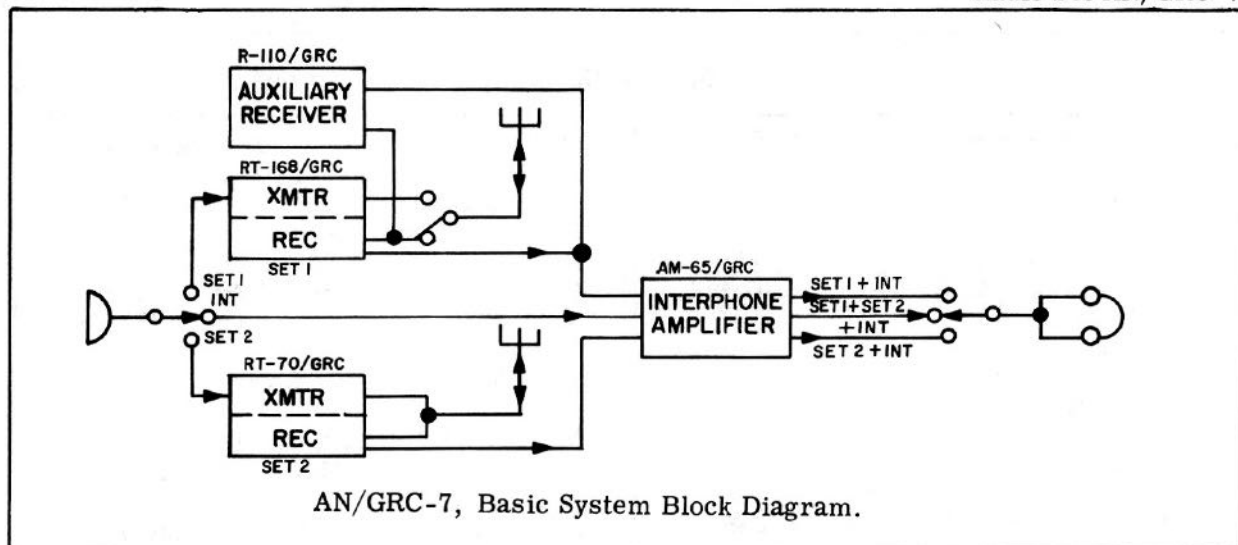 R-110/GRC
AUXILIARY
RECEIVER
RT-168/GRC
XMTR
REC
SET 1
SET 1
INT
SET 2
RT-70/GRC
XMTR
REC
SET 2
AM-65/GRC
INTERPHONE
AMPLIFIER
SET 1 + INT
SET 1+SET 2
+ INT
SET 2 + INT
AN/GRC-7, Basic System Block Diagram.